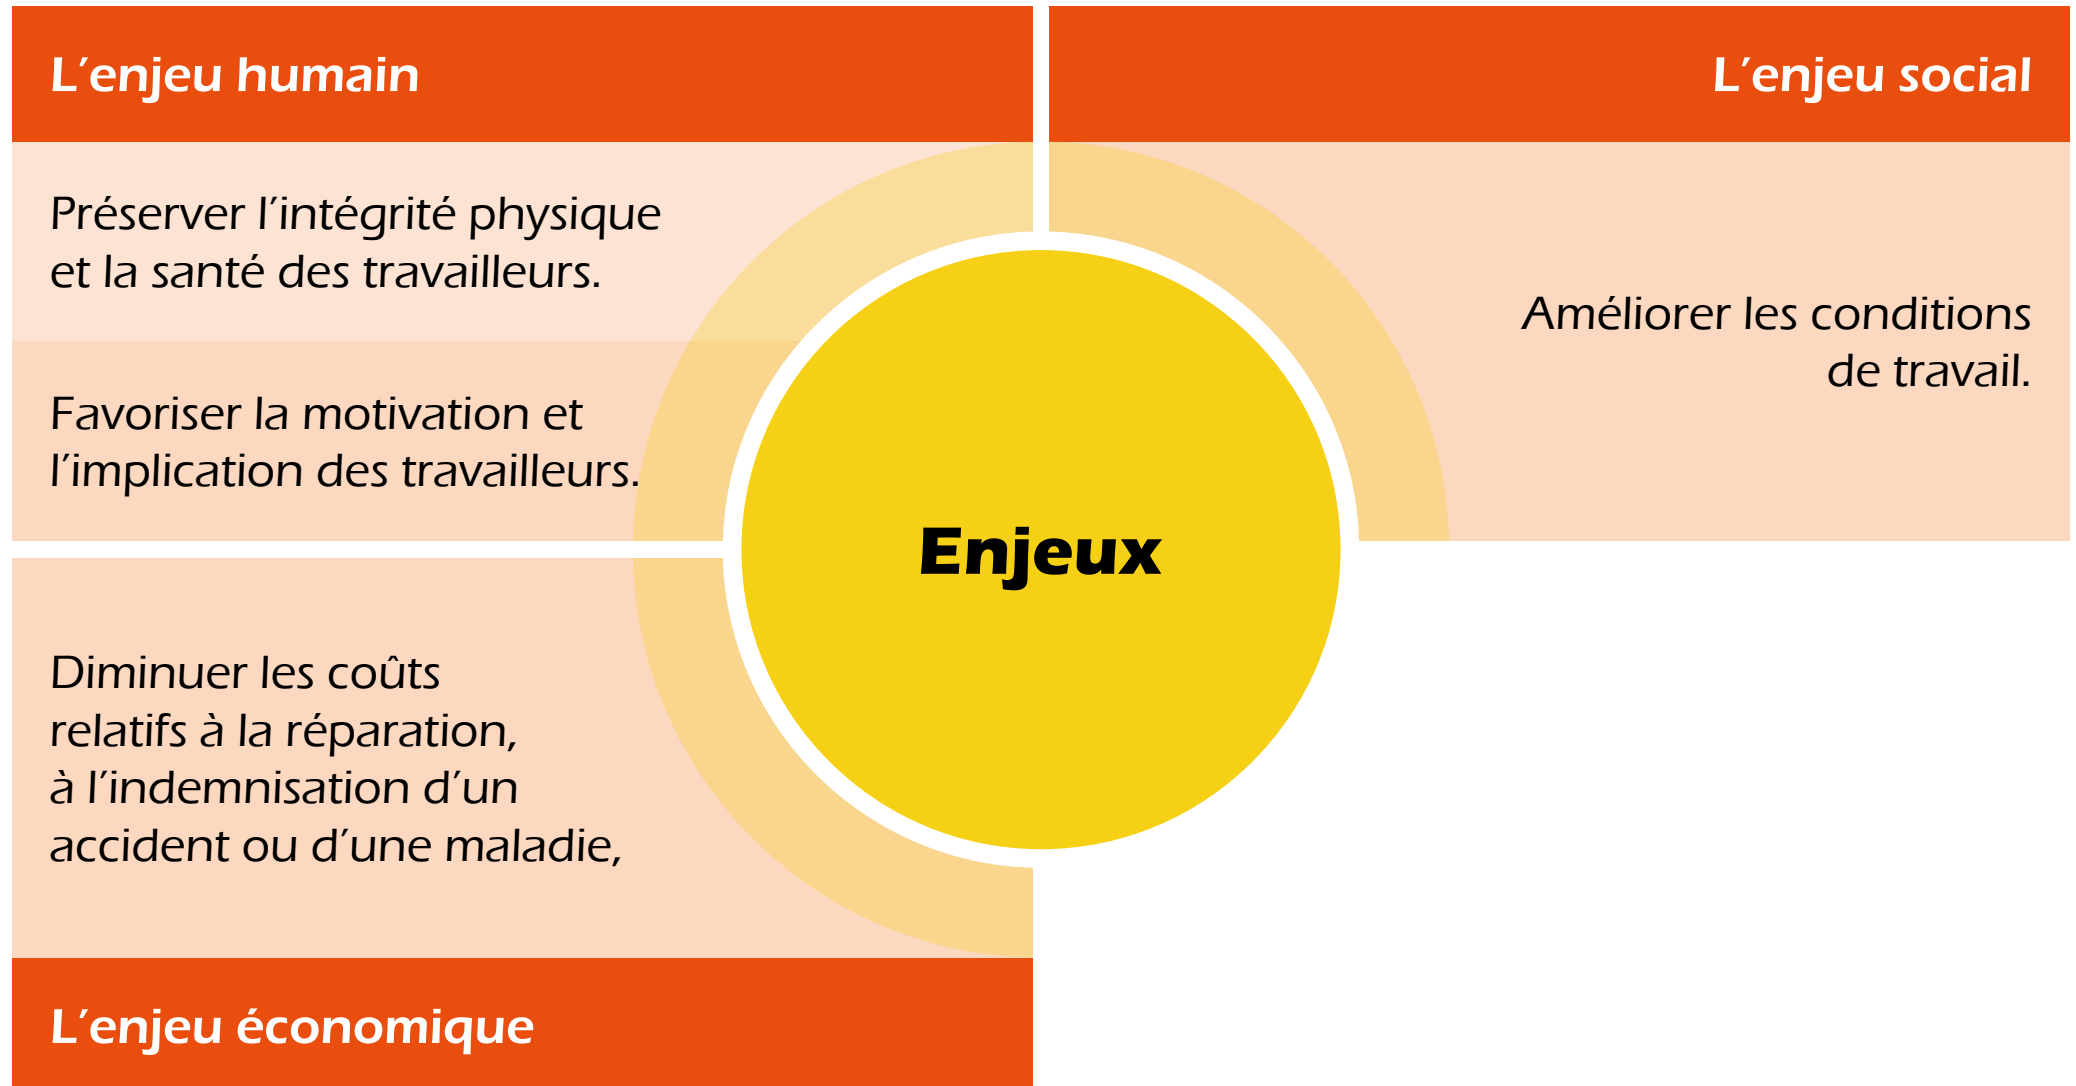 L’enjeu humain
Préserver l’intégrité physique
et la santé des travailleurs.
Favoriser la motivation et
l’implication des travailleurs.
L’enjeu social
Améliorer les conditions
de travail.
Enjeux
Diminuer les coûts
relatifs à la réparation,
à l’indemnisation d’un
accident ou d’une maladie,
L’enjeu économique